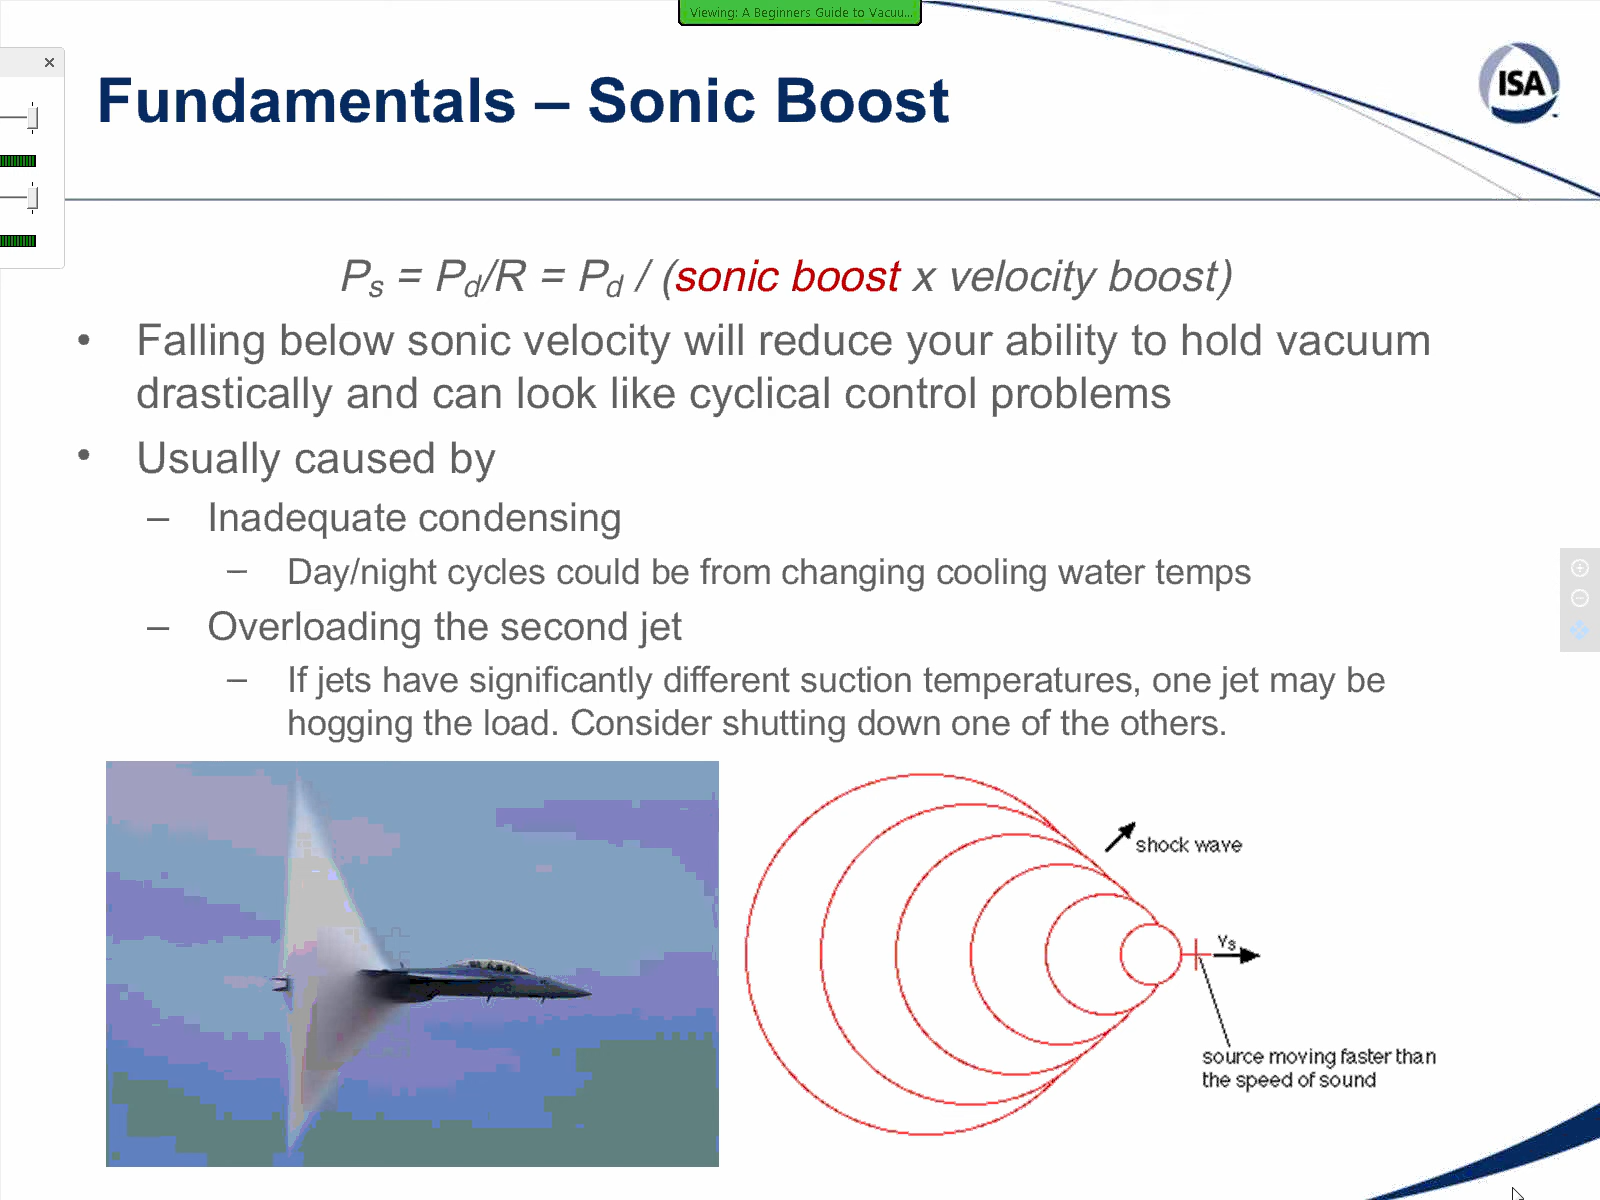 Viewing: A Beginners Guide to Vacuu...
Fundamentals – Sonic Boost
ISA
Ps = Pd/R = Pd / (sonic boost x velocity boost)
• Falling below sonic velocity will reduce your ability to hold vacuum
drastically and can look like cyclical control problems
• Usually caused by
– Inadequate condensing
– Day/night cycles could be from changing cooling water temps
– Overloading the second jet
– If jets have significantly different suction temperatures, one jet may be
hogging the load. Consider shutting down one of the others.
shock wave
vs
source moving faster than
the speed of sound